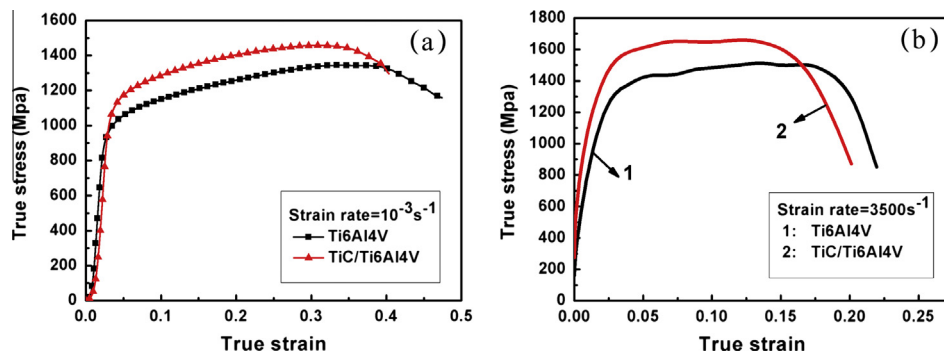 (a)
True stress (Mpa)
1600
1400
1200
1000
800
600
400
200
0
Strain rate=10⁻³s⁻¹
Ti6Al4V
TiC/Ti6Al4V
0.0 0.1 0.2 0.3 0.4 0.5
True strain
(b)
True stress (Mpa)
1800
1600
1400
1200
1000
800
600
400
200
0
1
2
Strain rate=3500s⁻¹
1: Ti6Al4V
2: TiC/Ti6Al4V
0.00 0.05 0.10 0.15 0.20 0.25
True strain